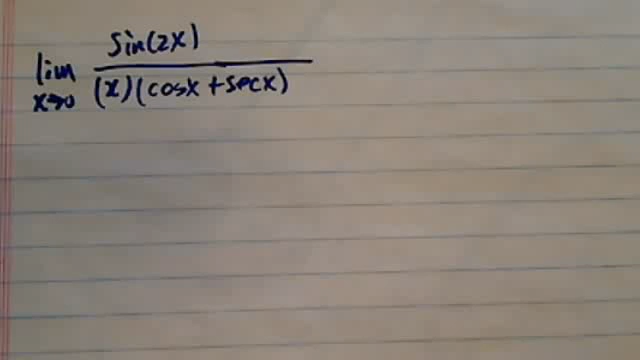 sin(2x)
lim
x→0 (x)(cosx+secx)